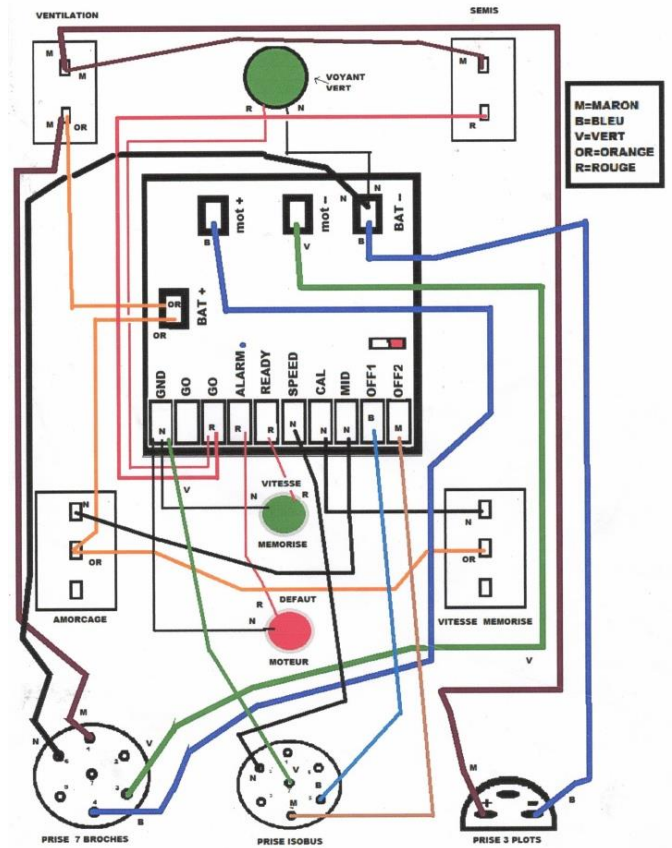 VENTILATION
SEMIS
M
M
M
VOYANT
VERT
R
N
M
OR
R
M=MARON
B=BLEU
V=VERT
OR=ORANGE
R=ROUGE
N
N
mot +
mot –
BAT –
B
V
B
OR
BAT +
OR
GND
GO
GO
ALARM
READY
SPEED
CAL
MID
OFF1
OFF2
N
R
R
R
N
N
N
B
M
V
VITESSE
N
R
MEMORISE
N
OR
AMORCAGE
N
OR
VITESSE MEMORISE
R
DEFAUT
N
MOTEUR
V
M
N
V
B
PRISE 7 BROCHES
N
V
B
M
PRISE ISOBUS
M
+
–
B
PRISE 3 PLOTS